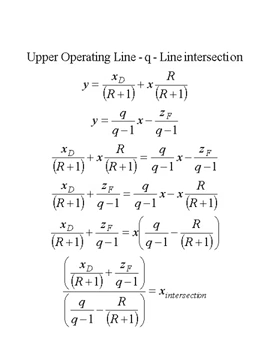 Upper Operating Line - q - Line intersection
y = x_D/(R+1) + x R/(R+1)
y = q/(q-1) x - z_F/(q-1)
x_D/(R+1) + x R/(R+1) = q/(q-1) x - z_F/(q-1)
x_D/(R+1) + z_F/(q-1) = q/(q-1) x - x R/(R+1)
x_D/(R+1) + z_F/(q-1) = x(q/(q-1) - R/(R+1))
(x_D/(R+1) + z_F/(q-1))/(q/(q-1) - R/(R+1)) = x_intersection